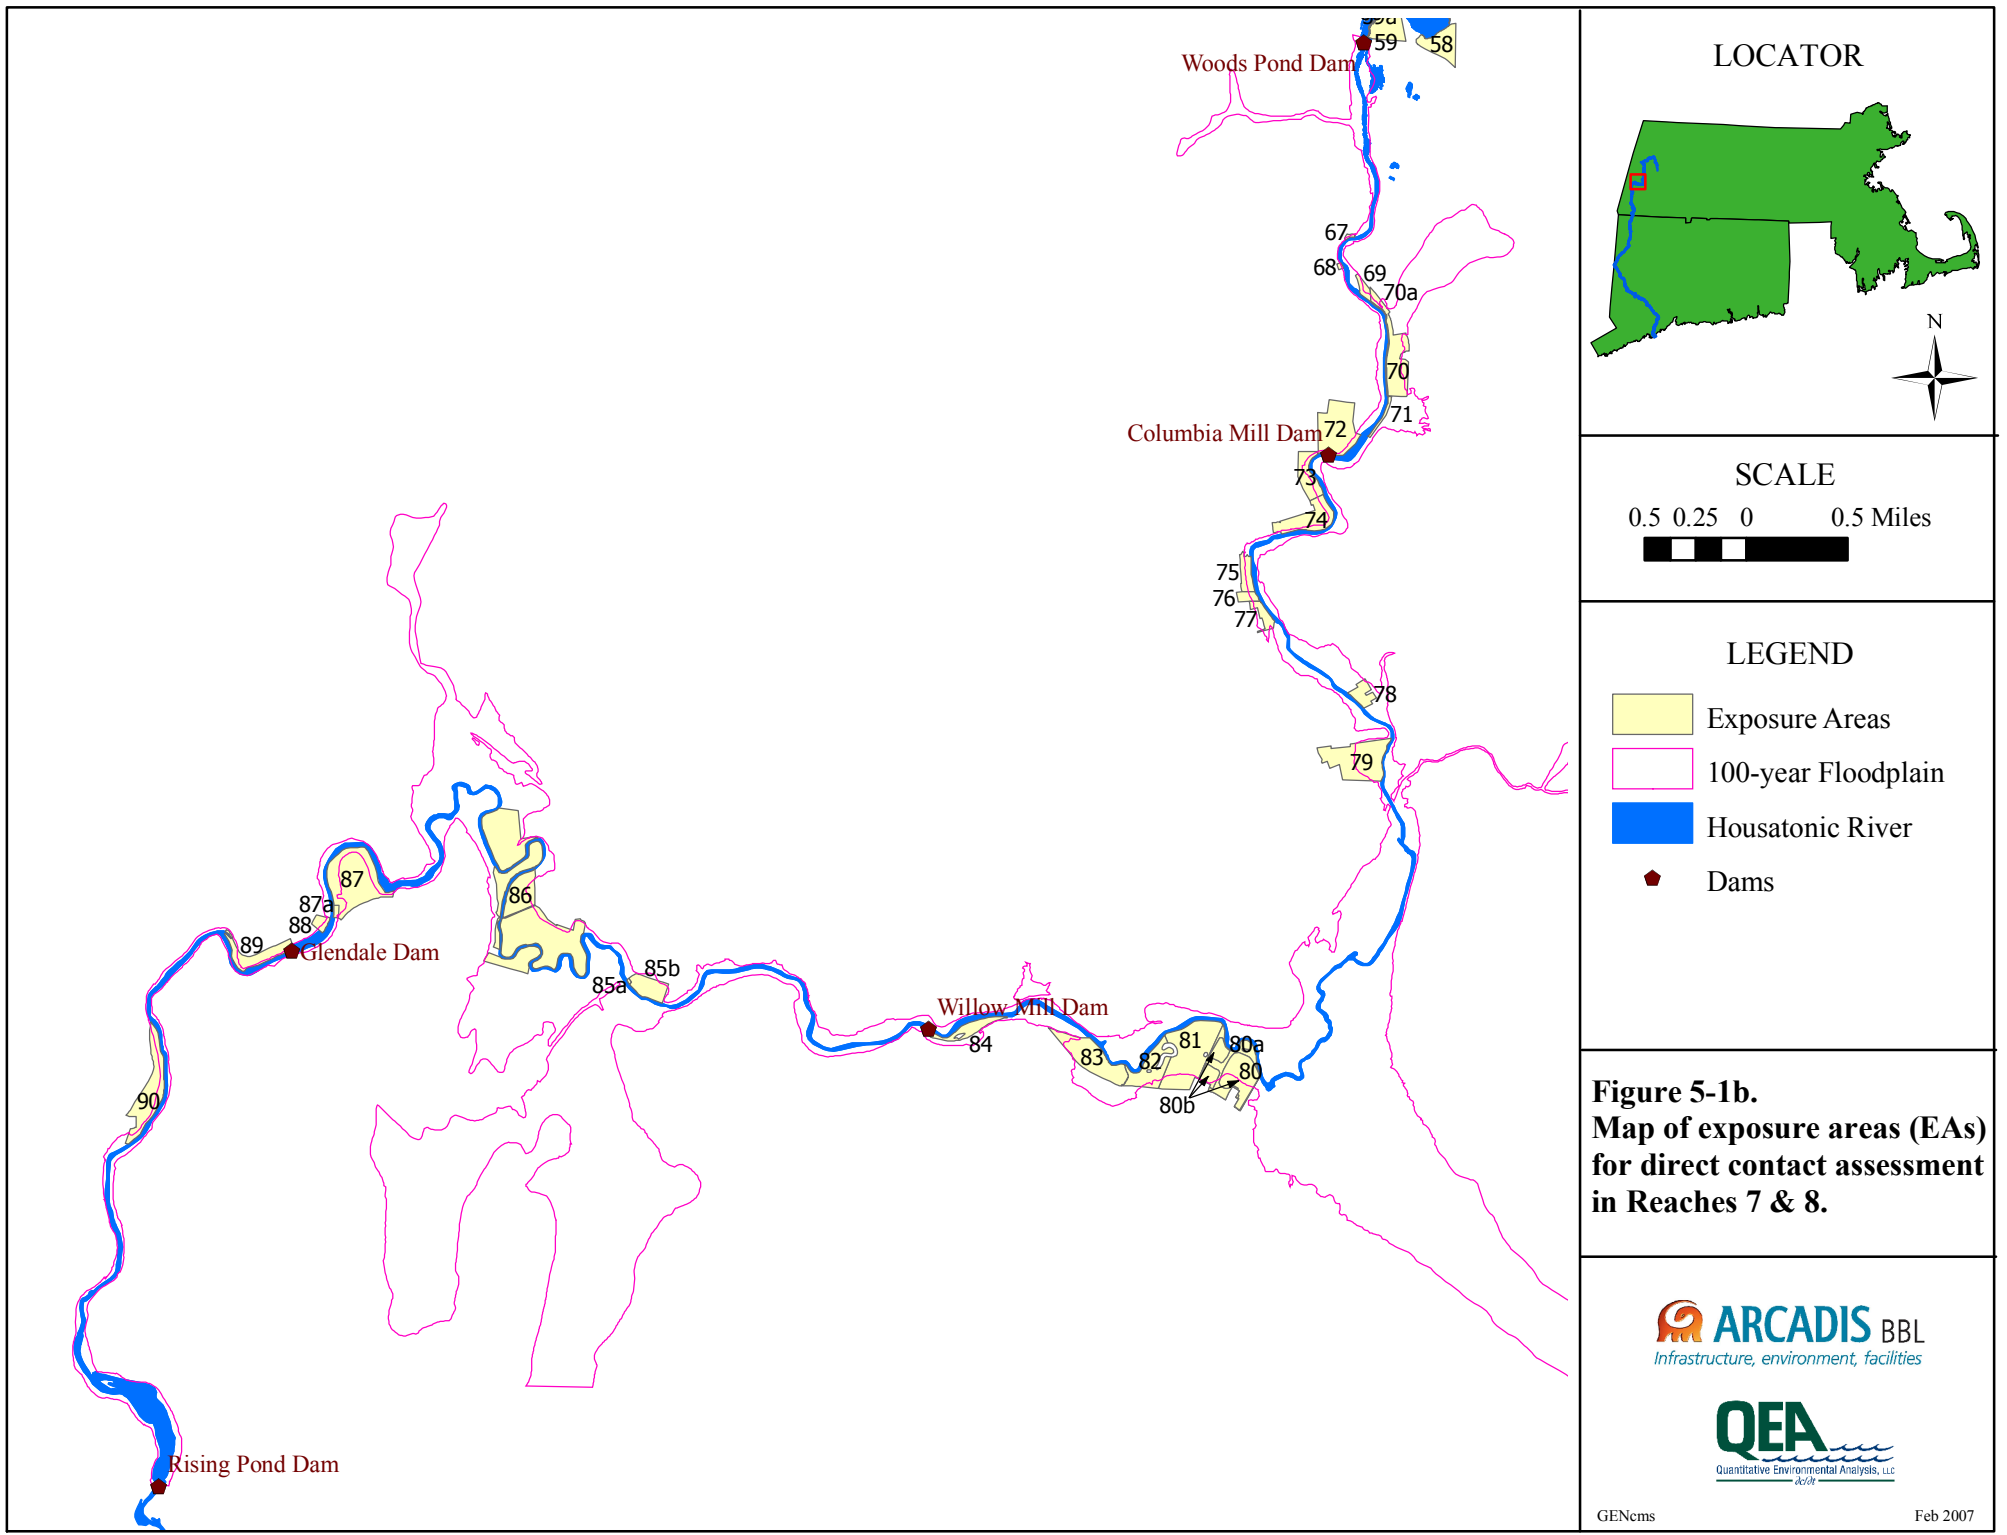 59a
59
58
Woods Pond Dam
67
68
69
70a
70
71
72
Columbia Mill Dam
73
74
75
76
77
78
79
87
87a
88
86
89
Glendale Dam
85b
85a
Willow Mill Dam
84
83
82
81
80a
80
80b
90
Rising Pond Dam
LOCATOR
N
SCALE
0.5 0.25 0 0.5 Miles
LEGEND
Exposure Areas
100-year Floodplain
Housatonic River
Dams
Figure 5-1b.
Map of exposure areas (EAs)
for direct contact assessment
in Reaches 7 & 8.
ARCADIS BBL
Infrastructure, environment, facilities
QEA
Quantitative Environmental Analysis, LLC
∂c/∂t
GENcms Feb 2007